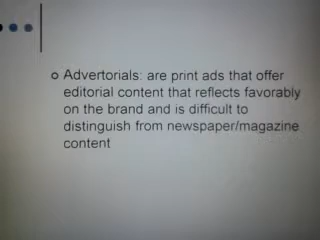 Advertorials: are print ads that offer
editorial content that reflects favorably
on the brand and is difficult to
distinguish from newspaper/magazine
content